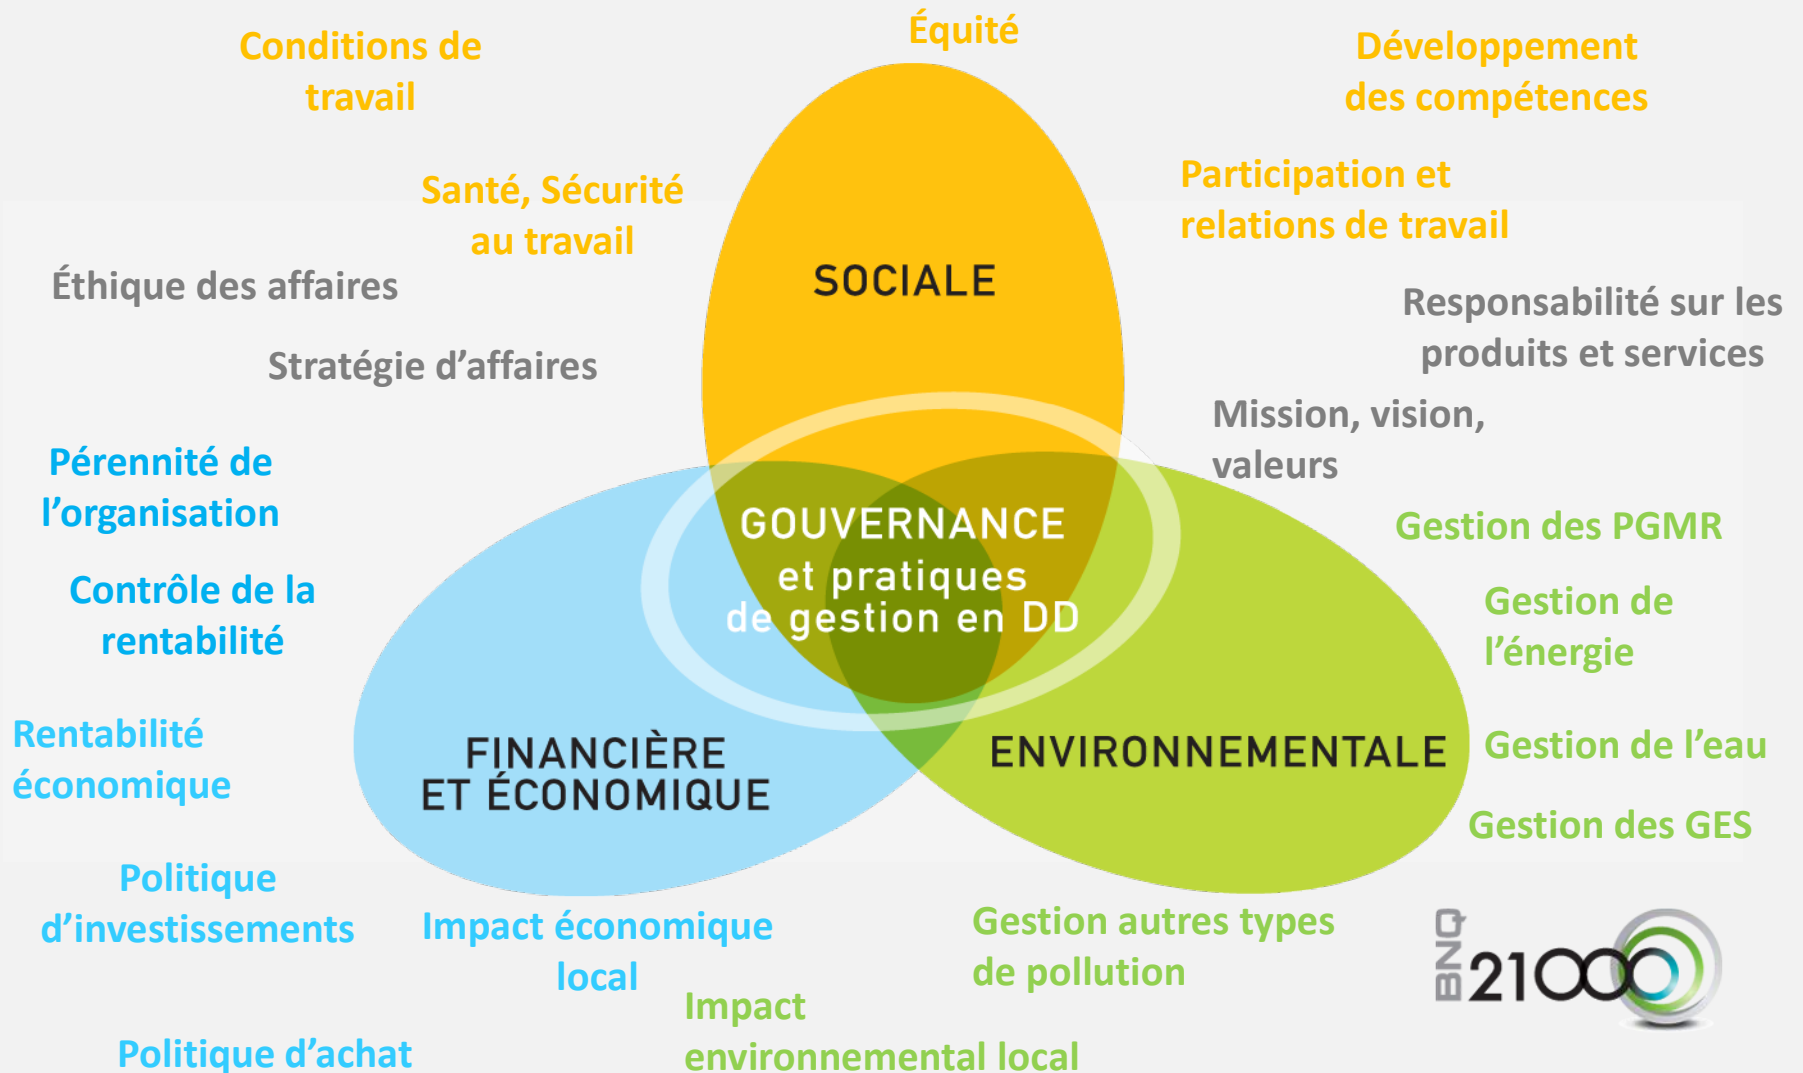 Équité
Conditions de
travail
Développement
des compétences
Santé, Sécurité
au travail
Participation et
relations de travail
SOCIALE
Éthique des affaires
Stratégie d’affaires
Responsabilité sur les
produits et services
Mission, vision,
valeurs
Pérennité de
l’organisation
Contrôle de la
rentabilité
GOUVERNANCE
et pratiques
de gestion en DD
Gestion des PGMR
Gestion de
l’énergie
Rentabilité
économique
FINANCIÈRE
ET ÉCONOMIQUE
ENVIRONNEMENTALE
Gestion de l’eau
Gestion des GES
Politique
d’investissements
Impact économique
local
Gestion autres types
de pollution
Politique d’achat
Impact
environnemental local
BNQ
21000